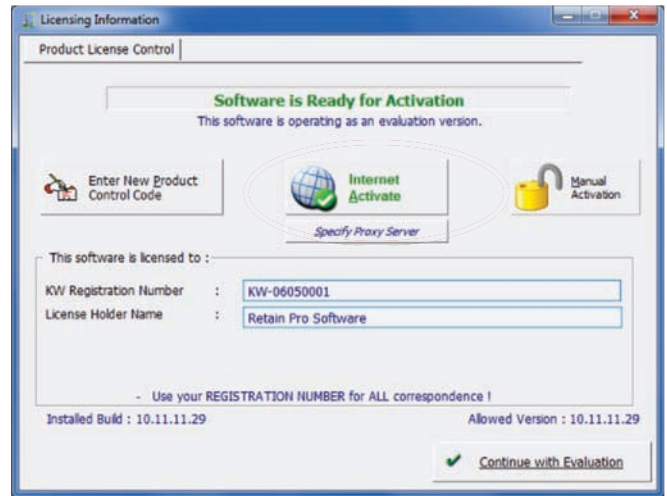 Licensing Information
Product License Control
Software is Ready for Activation
This software is operating as an evaluation version.
Enter New Product
Control Code
Internet
Activate
Manual
Activation
Specify Proxy Server
This software is licensed to :
KW Registration Number : KW-06050001
License Holder Name : Retain Pro Software
- Use your REGISTRATION NUMBER for ALL correspondence !
Installed Build : 10.11.11.29 Allowed Version : 10.11.11.29
Continue with Evaluation